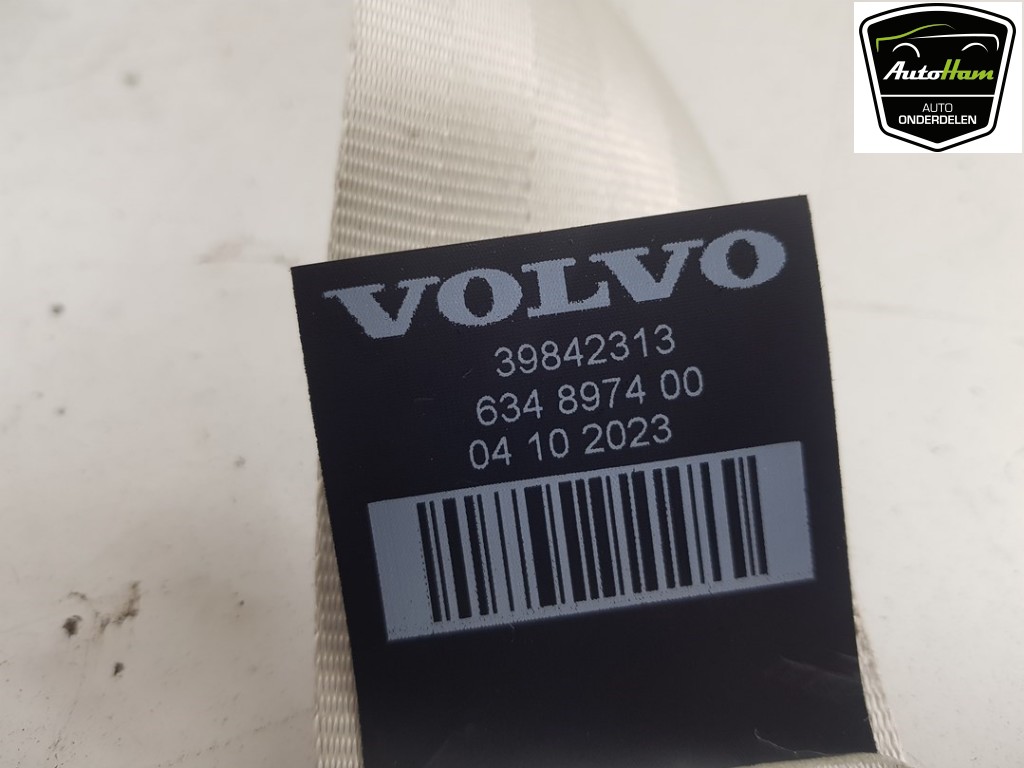 AutoHam
AUTO
ONDERDELEN
VOLVO
39842313
634 8974 00
04 10 2023